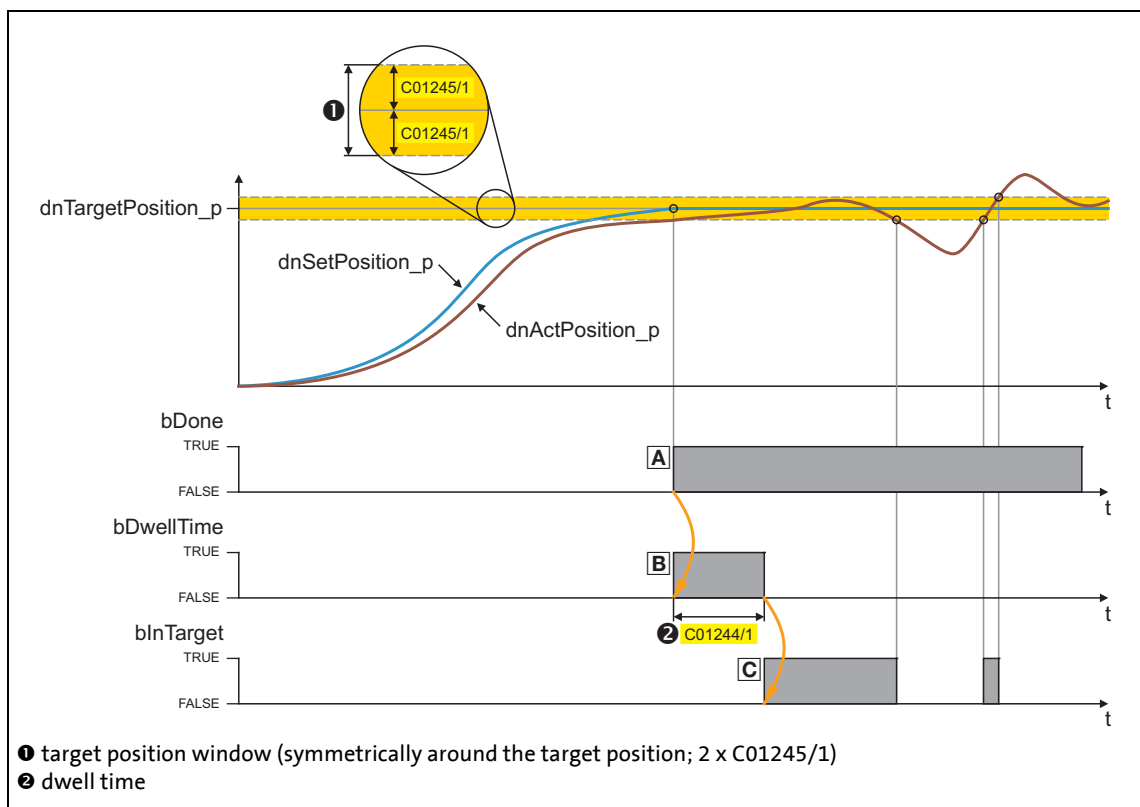 C01245/1
❶
C01245/1
dnTargetPosition_p
dnSetPosition_p
dnActPosition_p
t
bDone
TRUE
A
FALSE
t
bDwellTime
TRUE
B
FALSE
t
❷ C01244/1
bInTarget
TRUE
C
FALSE
t
❶ target position window (symmetrically around the target position; 2 x C01245/1)
❷ dwell time